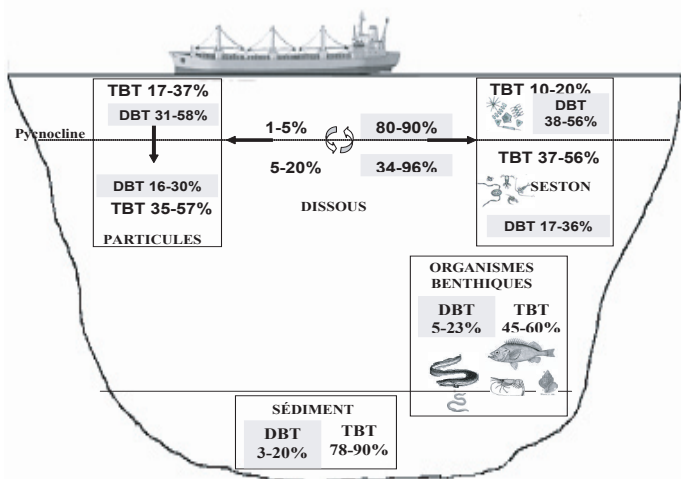 TBT 17-37%
DBT 31-58%
Pycnocline
DBT 16-30%
TBT 35-57%
PARTICULES
1-5%
80-90%
5-20%
34-96%
DISSOUS
TBT 10-20%
DBT
38-56%
TBT 37-56%
SESTON
DBT 17-36%
ORGANISMES
BENTHIQUES
DBT TBT
5-23% 45-60%
SÉDIMENT
DBT TBT
3-20% 78-90%